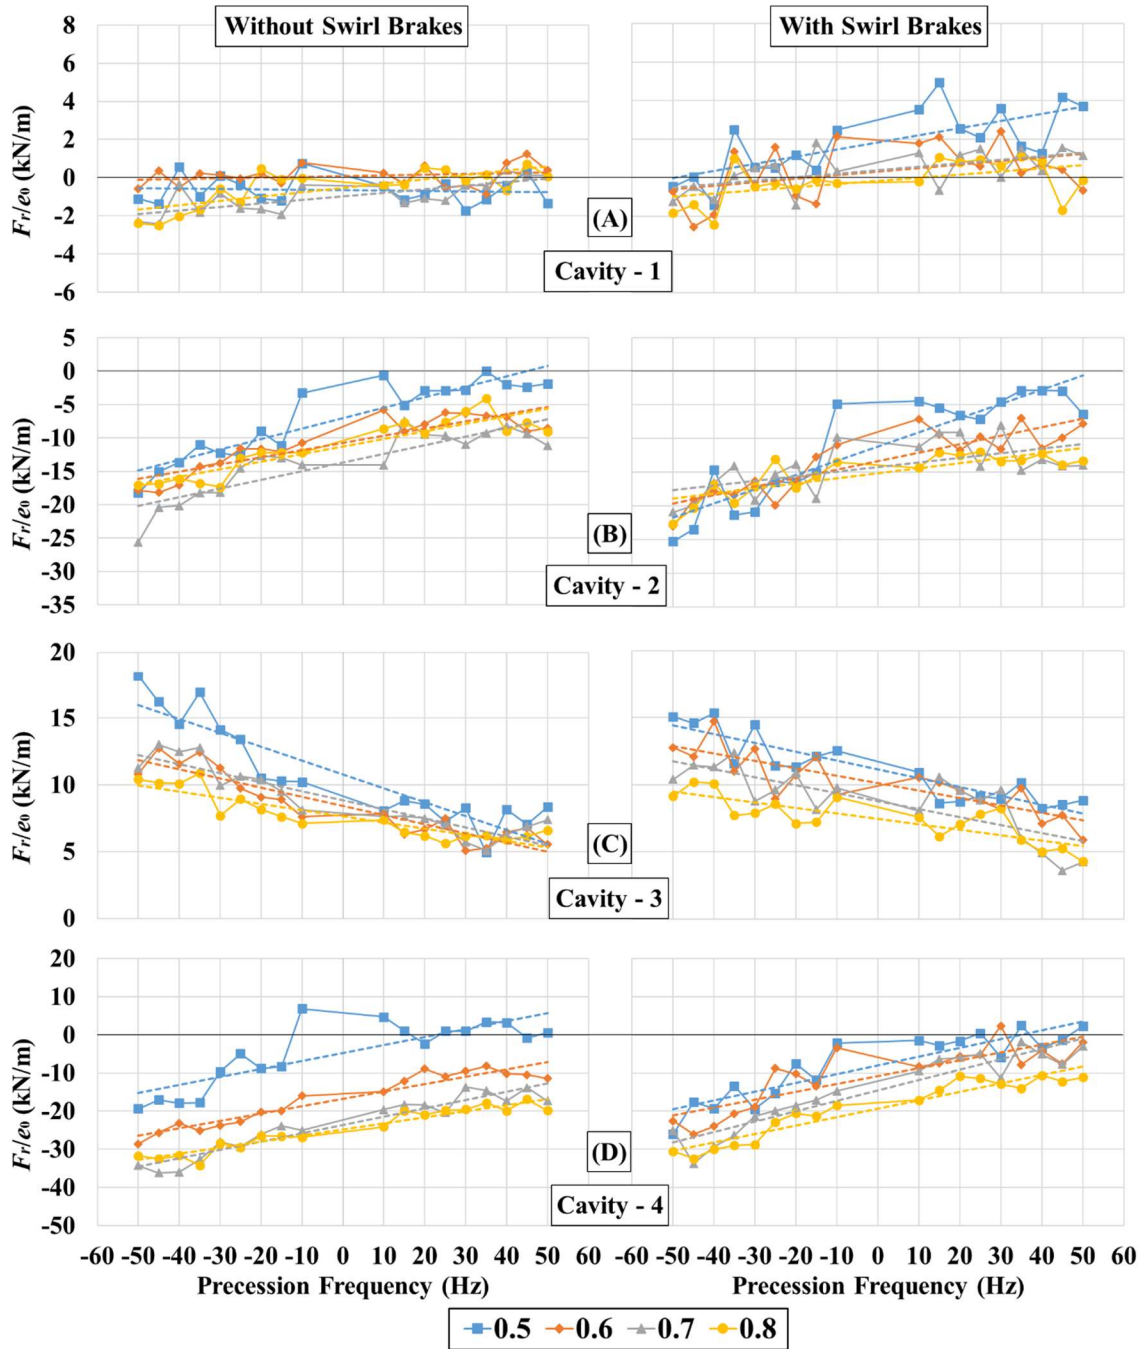 Without Swirl Brakes
With Swirl Brakes
Fr/e0 (kN/m)
8
6
4
2
0
-2
-4
-6
(A)
Cavity - 1
Fr/e0 (kN/m)
5
0
-5
-10
-15
-20
-25
-30
-35
(B)
Cavity - 2
Fr/e0 (kN/m)
20
15
10
5
0
(C)
Cavity - 3
Fr/e0 (kN/m)
20
10
0
-10
-20
-30
-40
-50
(D)
Cavity - 4
-60 -50 -40 -30 -20 -10 0 10 20 30 40 50 60
-60 -50 -40 -30 -20 -10 0 10 20 30 40 50 60
Precession Frequency (Hz)
Precession Frequency (Hz)
0.5 0.6 0.7 0.8